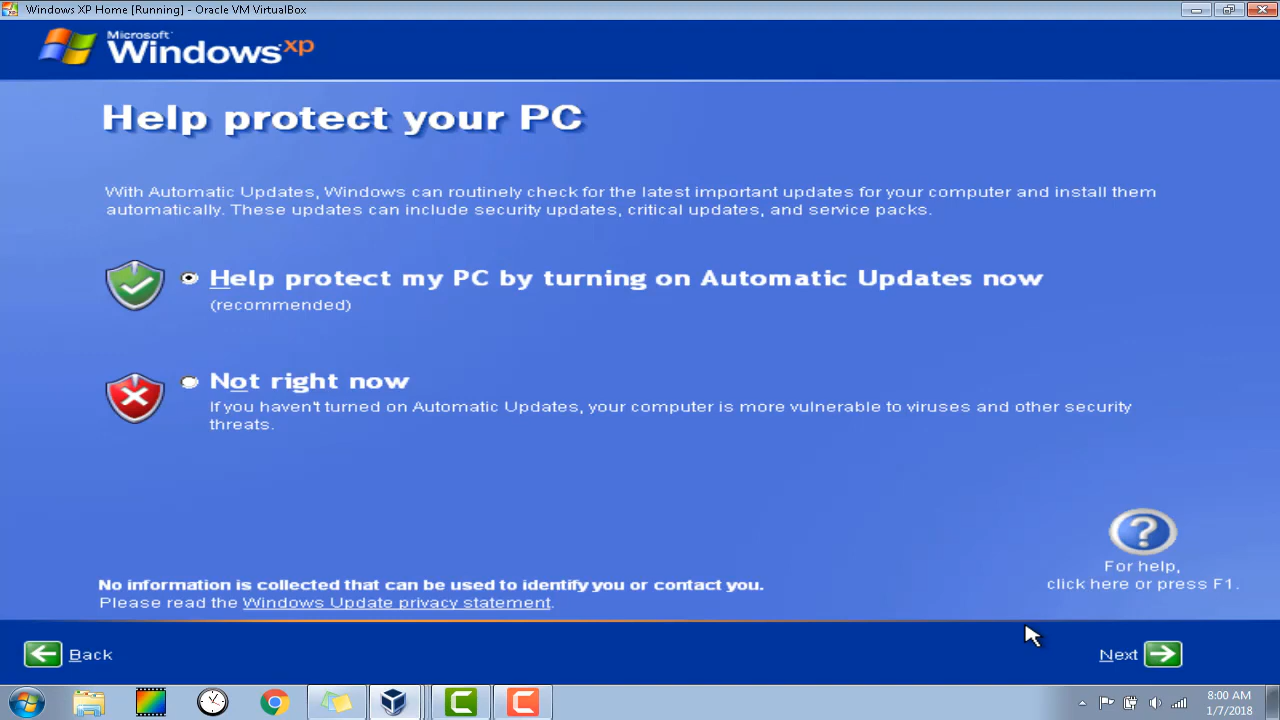 Windows XP Home [Running] - Oracle VM VirtualBox
Microsoft
Windows xp
Help protect your PC
With Automatic Updates, Windows can routinely check for the latest important updates for your computer and install them
automatically. These updates can include security updates, critical updates, and service packs.
Help protect my PC by turning on Automatic Updates now
(recommended)
Not right now
If you haven't turned on Automatic Updates, your computer is more vulnerable to viruses and other security
threats.
For help,
click here or press F1.
No information is collected that can be used to identify you or contact you.
Please read the Windows Update privacy statement.
Back
Next
8:00 AM
1/7/2018